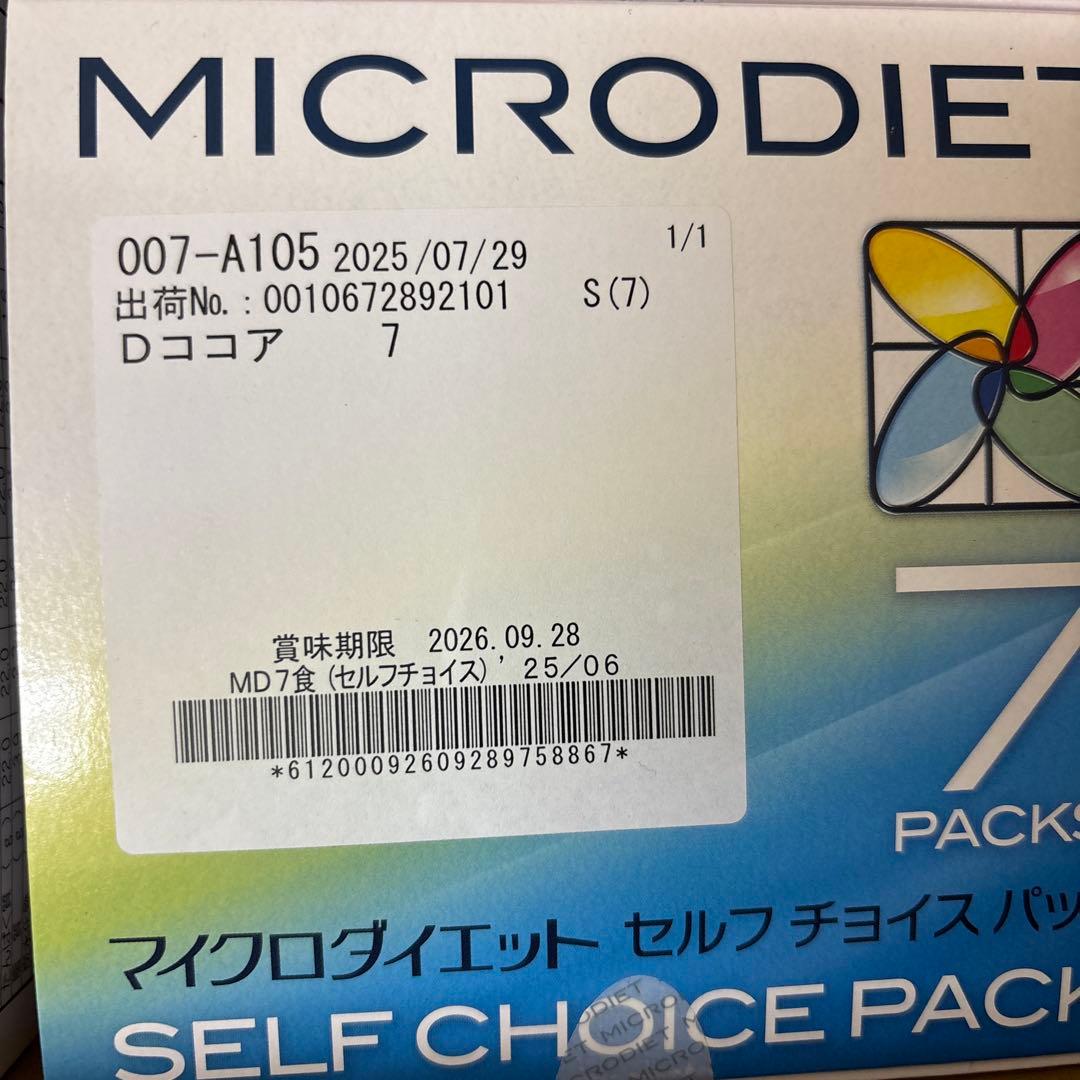 MICRODIET
007-A105 2025/07/29 1/1
出荷No.:0010672892101 S(7)
Dココア 7
賞味期限 2026.09.28
MD7食(セルフチョイス)'25/06
*61200092609289758867*
7
PACKS
マイクロダイエット セルフ チョイス パッ
SELF CHOICE PACK
MICRODIET